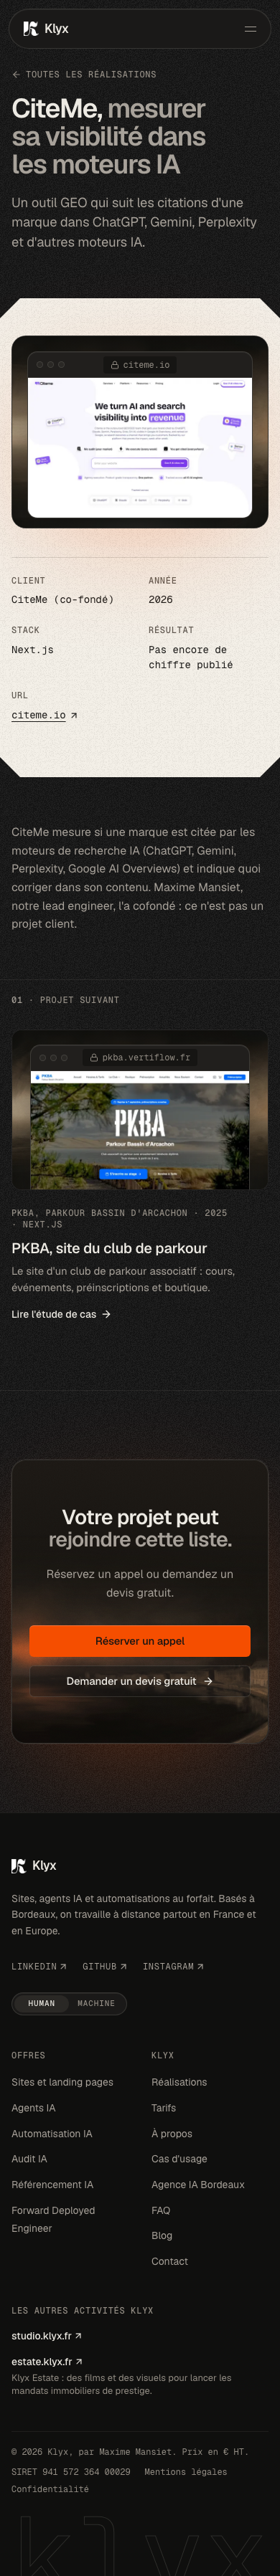 Klyx
← TOUTES LES RÉALISATIONS
CiteMe, mesurer
sa visibilité dans
les moteurs IA
Un outil GEO qui suit les citations d'une
marque dans ChatGPT, Gemini, Perplexity
et d'autres moteurs IA.
citeme.io
We turn AI and search
visibility into revenue
CLIENT
CiteMe (co-fondé)
ANNÉE
2026
STACK
Next.js
RÉSULTAT
Pas encore de
chiffre publié
URL
citeme.io ↗
CiteMe mesure si une marque est citée par les
moteurs de recherche IA (ChatGPT, Gemini,
Perplexity, Google AI Overviews) et indique quoi
corriger dans son contenu. Maxime Mansiet,
notre lead engineer, l'a cofondé : ce n'est pas un
projet client.
01 · PROJET SUIVANT
pkba.vertiflow.fr
PKBA
Parkour Bassin d'Arcachon
PKBA, PARKOUR BASSIN D'ARCACHON · 2025
· NEXT.JS
PKBA, site du club de parkour
Le site d'un club de parkour associatif : cours,
événements, préinscriptions et boutique.
Lire l'étude de cas →
Votre projet peut
rejoindre cette liste.
Réservez un appel ou demandez un
devis gratuit.
Réserver un appel
Demander un devis gratuit →
Klyx
Sites, agents IA et automatisations au forfait. Basés à
Bordeaux, on travaille à distance partout en France et
en Europe.
LINKEDIN ↗ GITHUB ↗ INSTAGRAM ↗
HUMAN MACHINE
OFFRES
Sites et landing pages
Agents IA
Automatisation IA
Audit IA
Référencement IA
Forward Deployed
Engineer
KLYX
Réalisations
Tarifs
À propos
Cas d'usage
Agence IA Bordeaux
FAQ
Blog
Contact
LES AUTRES ACTIVITÉS KLYX
studio.klyx.fr ↗
estate.klyx.fr ↗
Klyx Estate : des films et des visuels pour lancer les
mandats immobiliers de prestige.
© 2026 Klyx, par Maxime Mansiet. Prix en € HT.
SIRET 941 572 364 00029 Mentions légales
Confidentialité
klyx